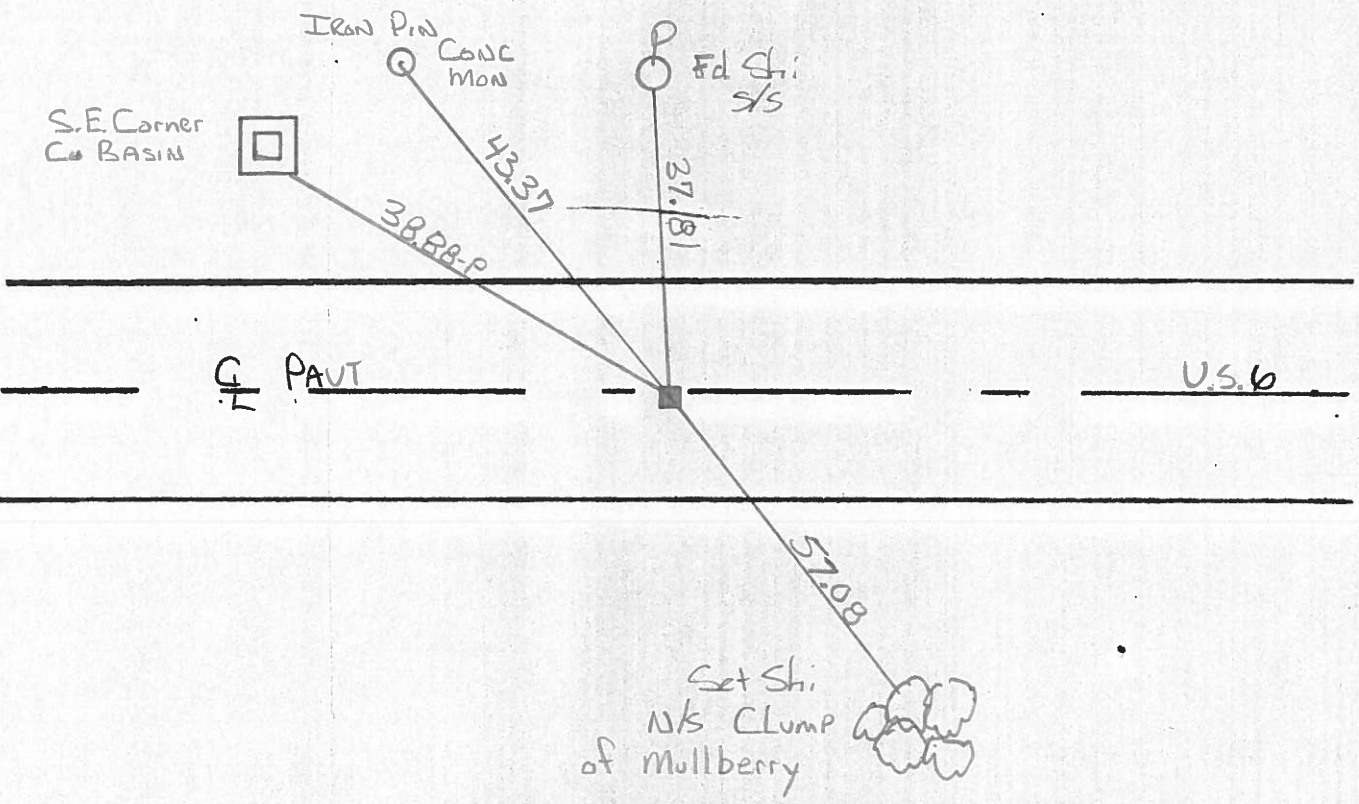 IRON PIN
CONC
MON
P
Fd Shi.
S/S
S.E. Corner
BASIN
43.37
37.81
38.88-P
℄ PAVT
U.S. 6
57.08
Set Shi.
N/S CLump
of Mullberry